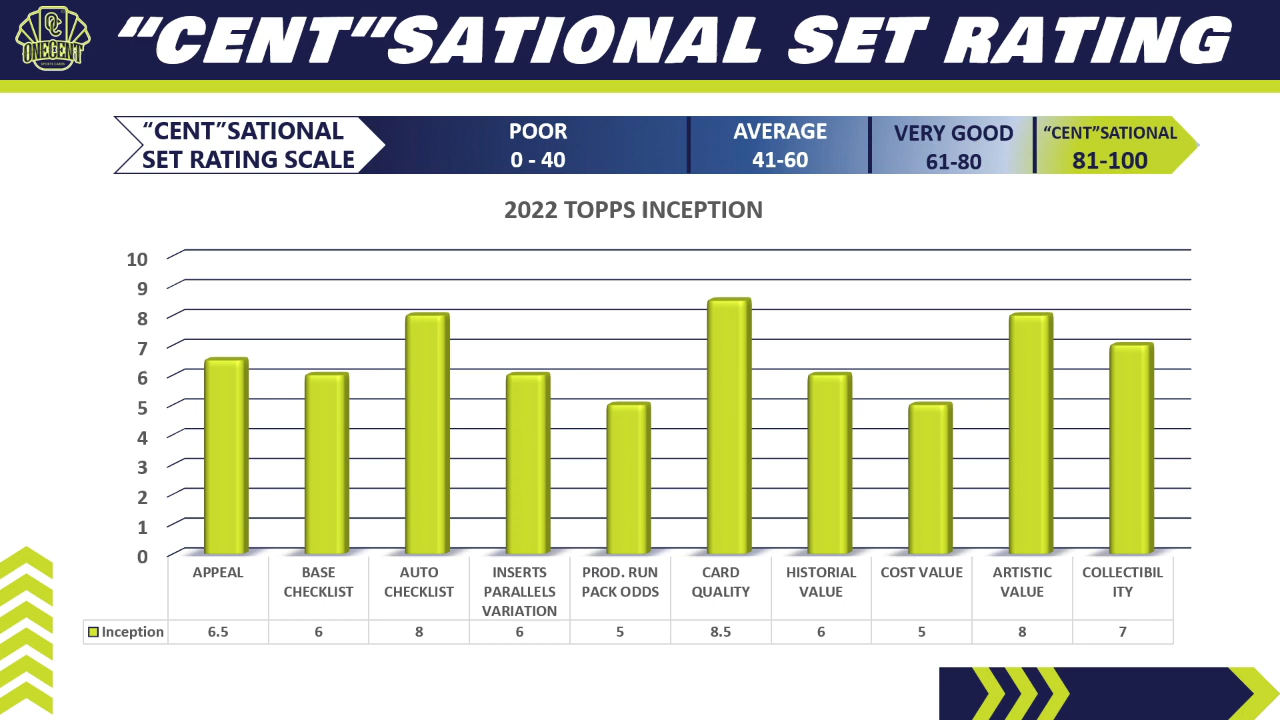 “CENT”SATIONAL SET RATING
OC
ONECENT
SPORTS CARDS
“CENT”SATIONAL
SET RATING SCALE
POOR
0 - 40
AVERAGE
41-60
VERY GOOD
61-80
“CENT”SATIONAL
81-100
2022 TOPPS INCEPTION
10
9
8
7
6
5
4
3
2
1
0
APPEAL
BASE
CHECKLIST
AUTO
CHECKLIST
INSERTS
PARALLELS
VARIATION
PROD. RUN
PACK ODDS
CARD
QUALITY
HISTORIAL
VALUE
COST VALUE
ARTISTIC
VALUE
COLLECTIBIL
ITY
Inception 6.5 6 8 6 5 8.5 6 5 8 7